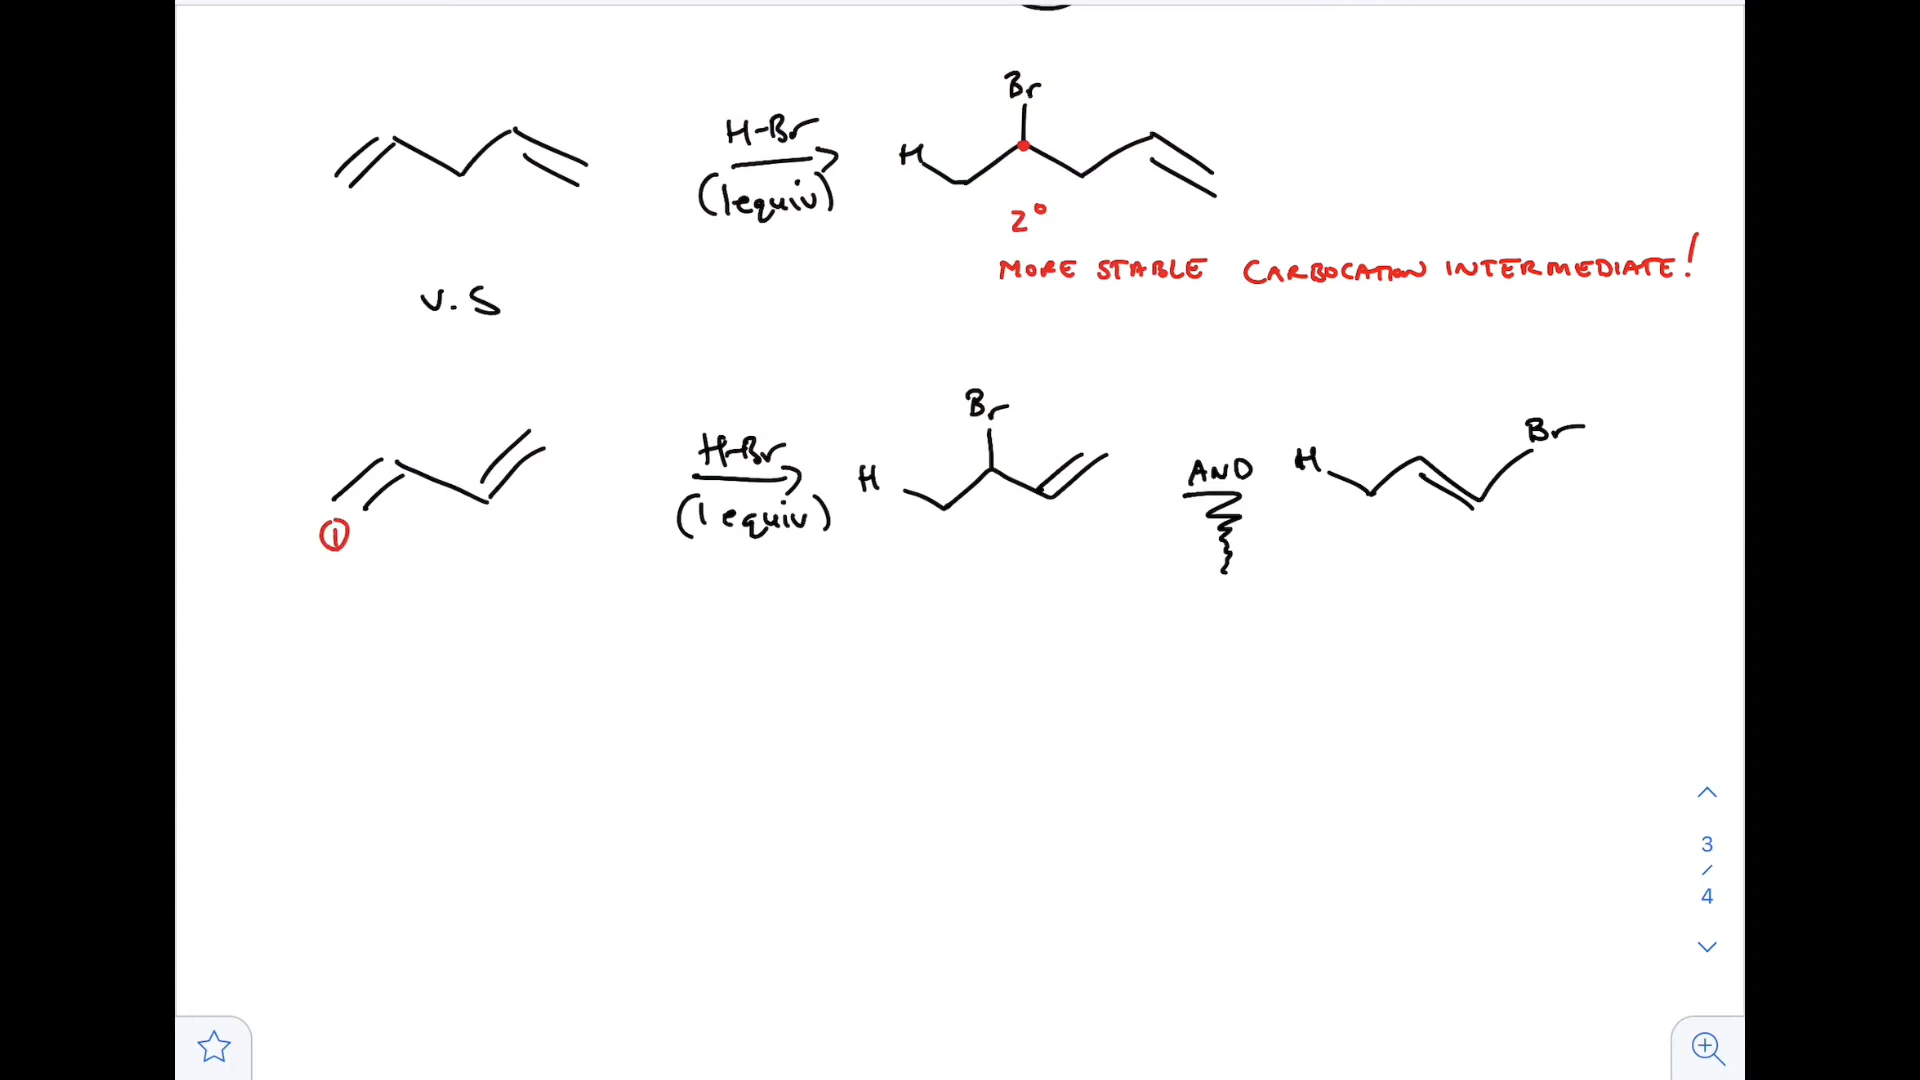 Br
H-Br
H
(1equiv)
2°
MORE STABLE CARBOCATION INTERMEDIATE!
v.s
Br
H-Br
H
AND
H
Br
(1 equiv)
1
3
/
4